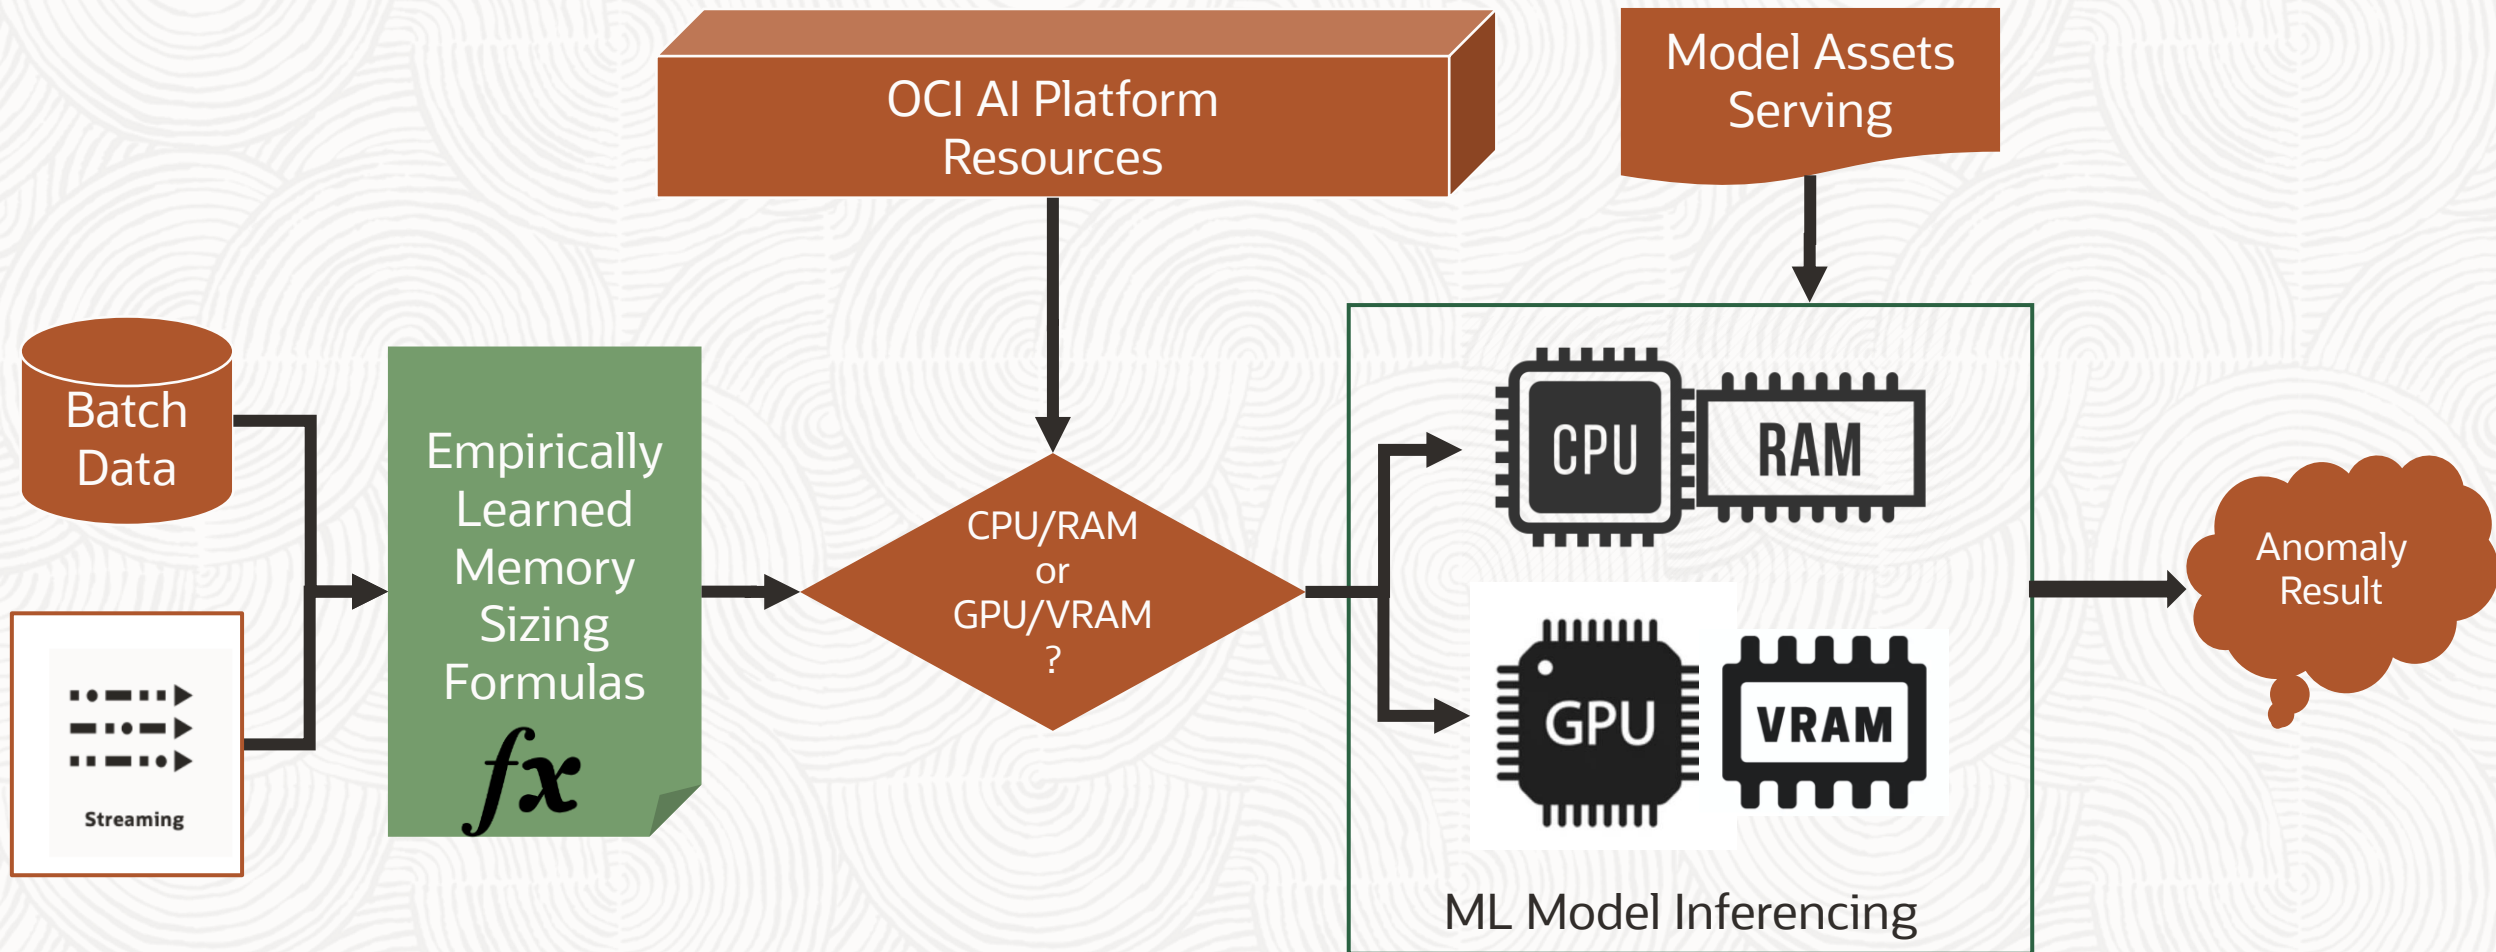 OCI AI Platform
Resources
Model Assets
Serving
Batch
Data
Streaming
Empirically
Learned
Memory
Sizing
Formulas
fx
CPU/RAM
or
GPU/VRAM
?
CPU
RAM
GPU
VRAM
ML Model Inferencing
Anomaly
Result